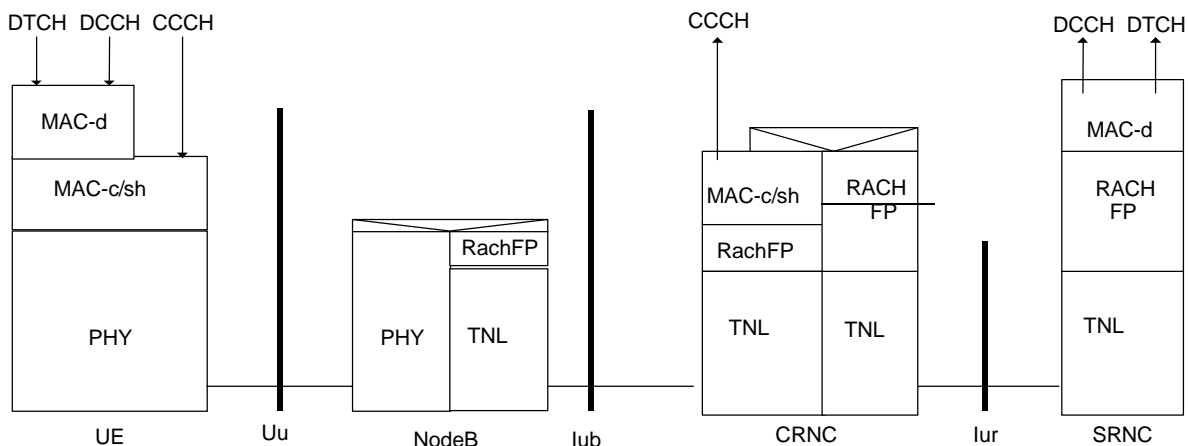 DTCH DCCH CCCH
CCCH
DCCH DTCH
MAC-d
MAC-d
MAC-c/sh
MAC-c/sh
RACH
FP
RACH
FP
RachFP
RachFP
PHY
PHY
TNL
TNL
TNL
TNL
UE
Uu
NodeB
Iub
CRNC
Iur
SRNC